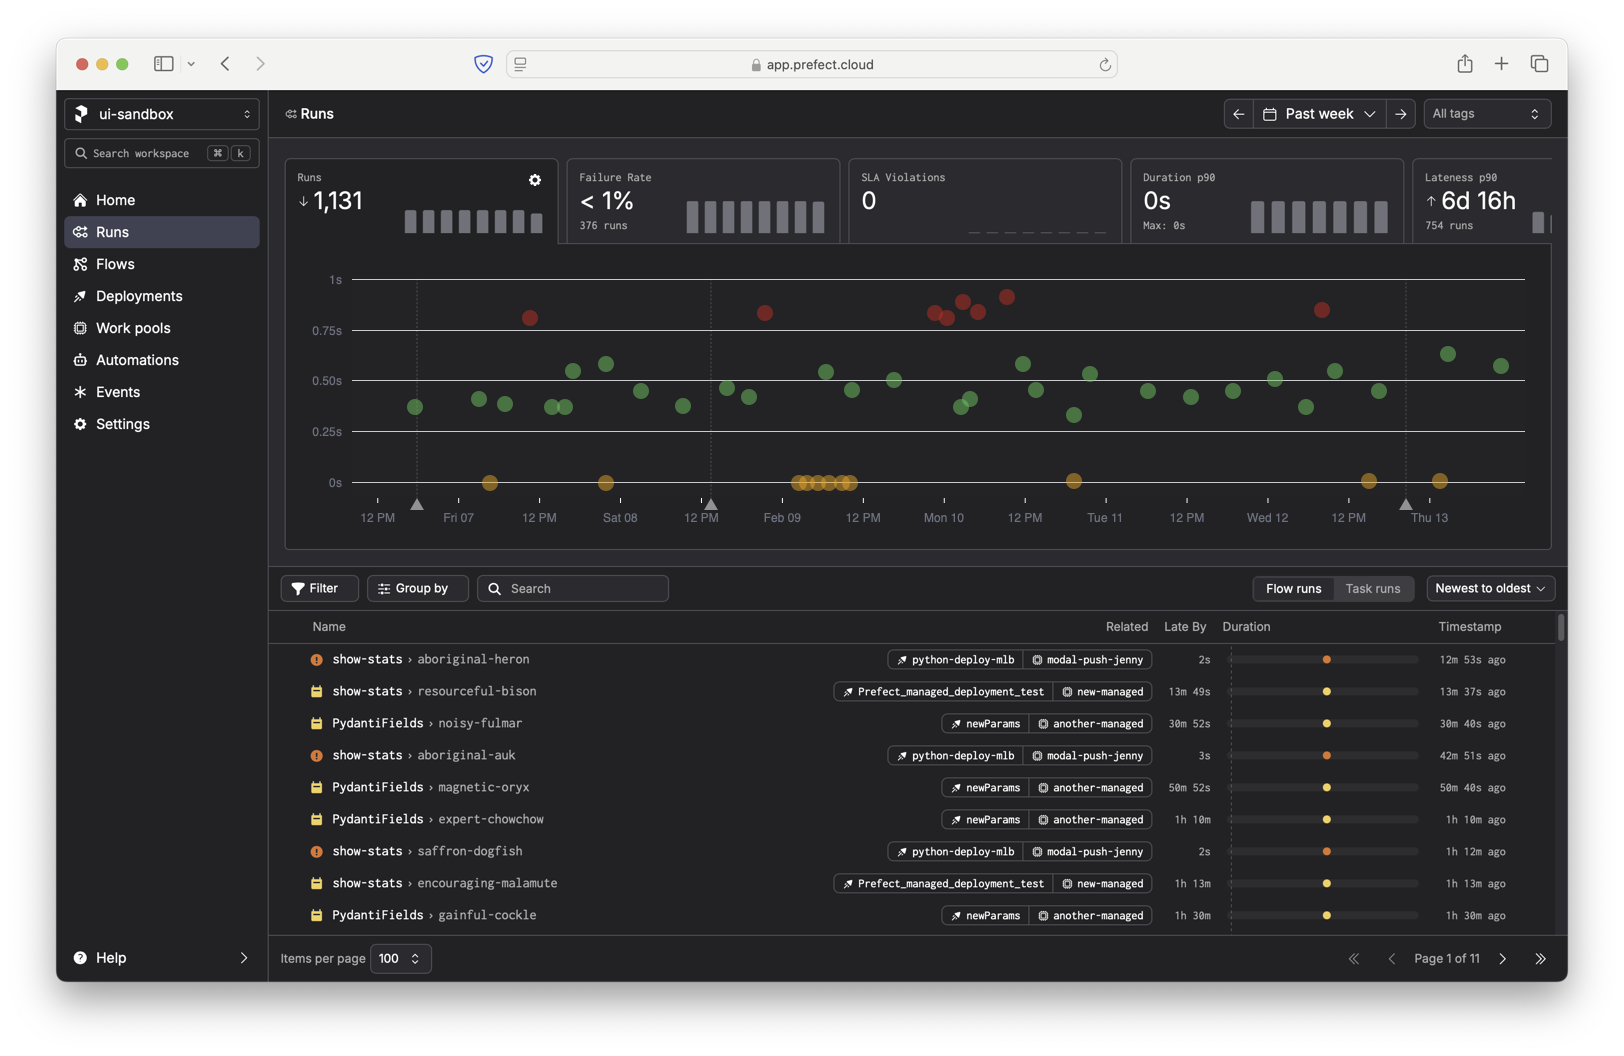 app.prefect.cloud
ui-sandbox
Search workspace ⌘ k
Home
Runs
Flows
Deployments
Work pools
Automations
Events
Settings
Help
Runs
Past week
All tags
Runs
↓ 1,131
Failure Rate
< 1%
376 runs
SLA Violations
0
Duration p90
0s
Max: 0s
Lateness p90
↑ 6d 16h
754 runs
1s
0.75s
0.50s
0.25s
0s
12 PM Fri 07 12 PM Sat 08 12 PM Feb 09 12 PM Mon 10 12 PM Tue 11 12 PM Wed 12 12 PM Thu 13
Filter Group by Search Flow runs Task runs Newest to oldest
Name Related Late By Duration Timestamp
show-stats › aboriginal-heron python-deploy-mlb modal-push-jenny 2s 12m 53s ago
show-stats › resourceful-bison Prefect_managed_deployment_test new-managed 13m 49s 13m 37s ago
PydantiFields › noisy-fulmar newParams another-managed 30m 52s 30m 40s ago
show-stats › aboriginal-auk python-deploy-mlb modal-push-jenny 3s 42m 51s ago
PydantiFields › magnetic-oryx newParams another-managed 50m 52s 50m 40s ago
PydantiFields › expert-chowchow newParams another-managed 1h 10m 1h 10m ago
show-stats › saffron-dogfish python-deploy-mlb modal-push-jenny 2s 1h 12m ago
show-stats › encouraging-malamute Prefect_managed_deployment_test new-managed 1h 13m 1h 13m ago
PydantiFields › gainful-cockle newParams another-managed 1h 30m 1h 30m ago
Items per page 100 Page 1 of 11